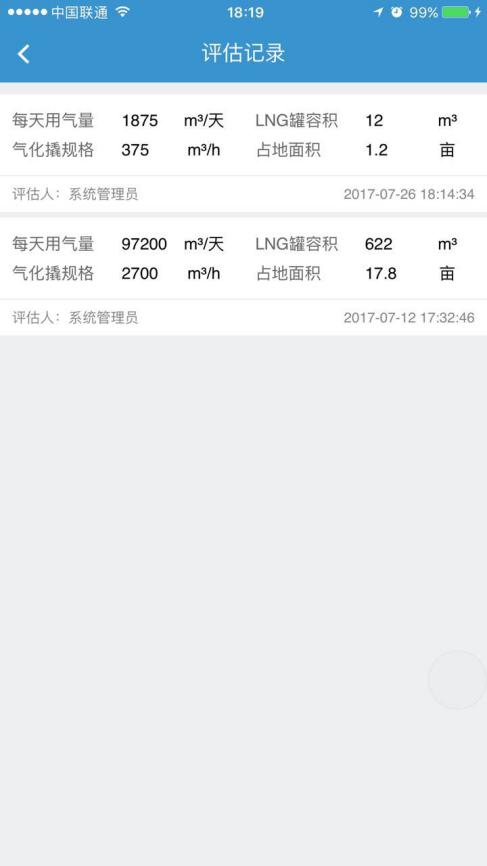 中国联通 18:19 99%
评估记录
每天用气量 1875 m³/天 LNG罐容积 12 m³
气化撬规格 375 m³/h 占地面积 1.2 亩
评估人：系统管理员 2017-07-26 18:14:34
每天用气量 97200 m³/天 LNG罐容积 622 m³
气化撬规格 2700 m³/h 占地面积 17.8 亩
评估人：系统管理员 2017-07-12 17:32:46